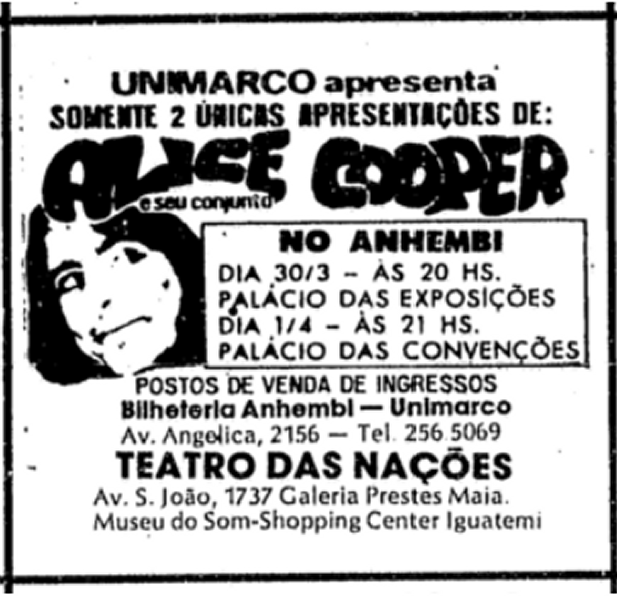 UNIMARCO apresenta
SOMENTE 2 ÚNICAS APRESENTAÇÕES DE:
ALICE COOPER
e seu conjunto
NO ANHEMBI
DIA 30/3 - ÀS 20 HS.
PALÁCIO DAS EXPOSIÇÕES
DIA 1/4 - ÀS 21 HS.
PALÁCIO DAS CONVENÇÕES
POSTOS DE VENDA DE INGRESSOS
Bilheteria Anhembi — Unimarco
Av. Angelica, 2156 — Tel. 256.5069
TEATRO DAS NAÇÕES
Av. S. João, 1737 Galeria Prestes Maia.
Museu do Som-Shopping Center Iguatemi